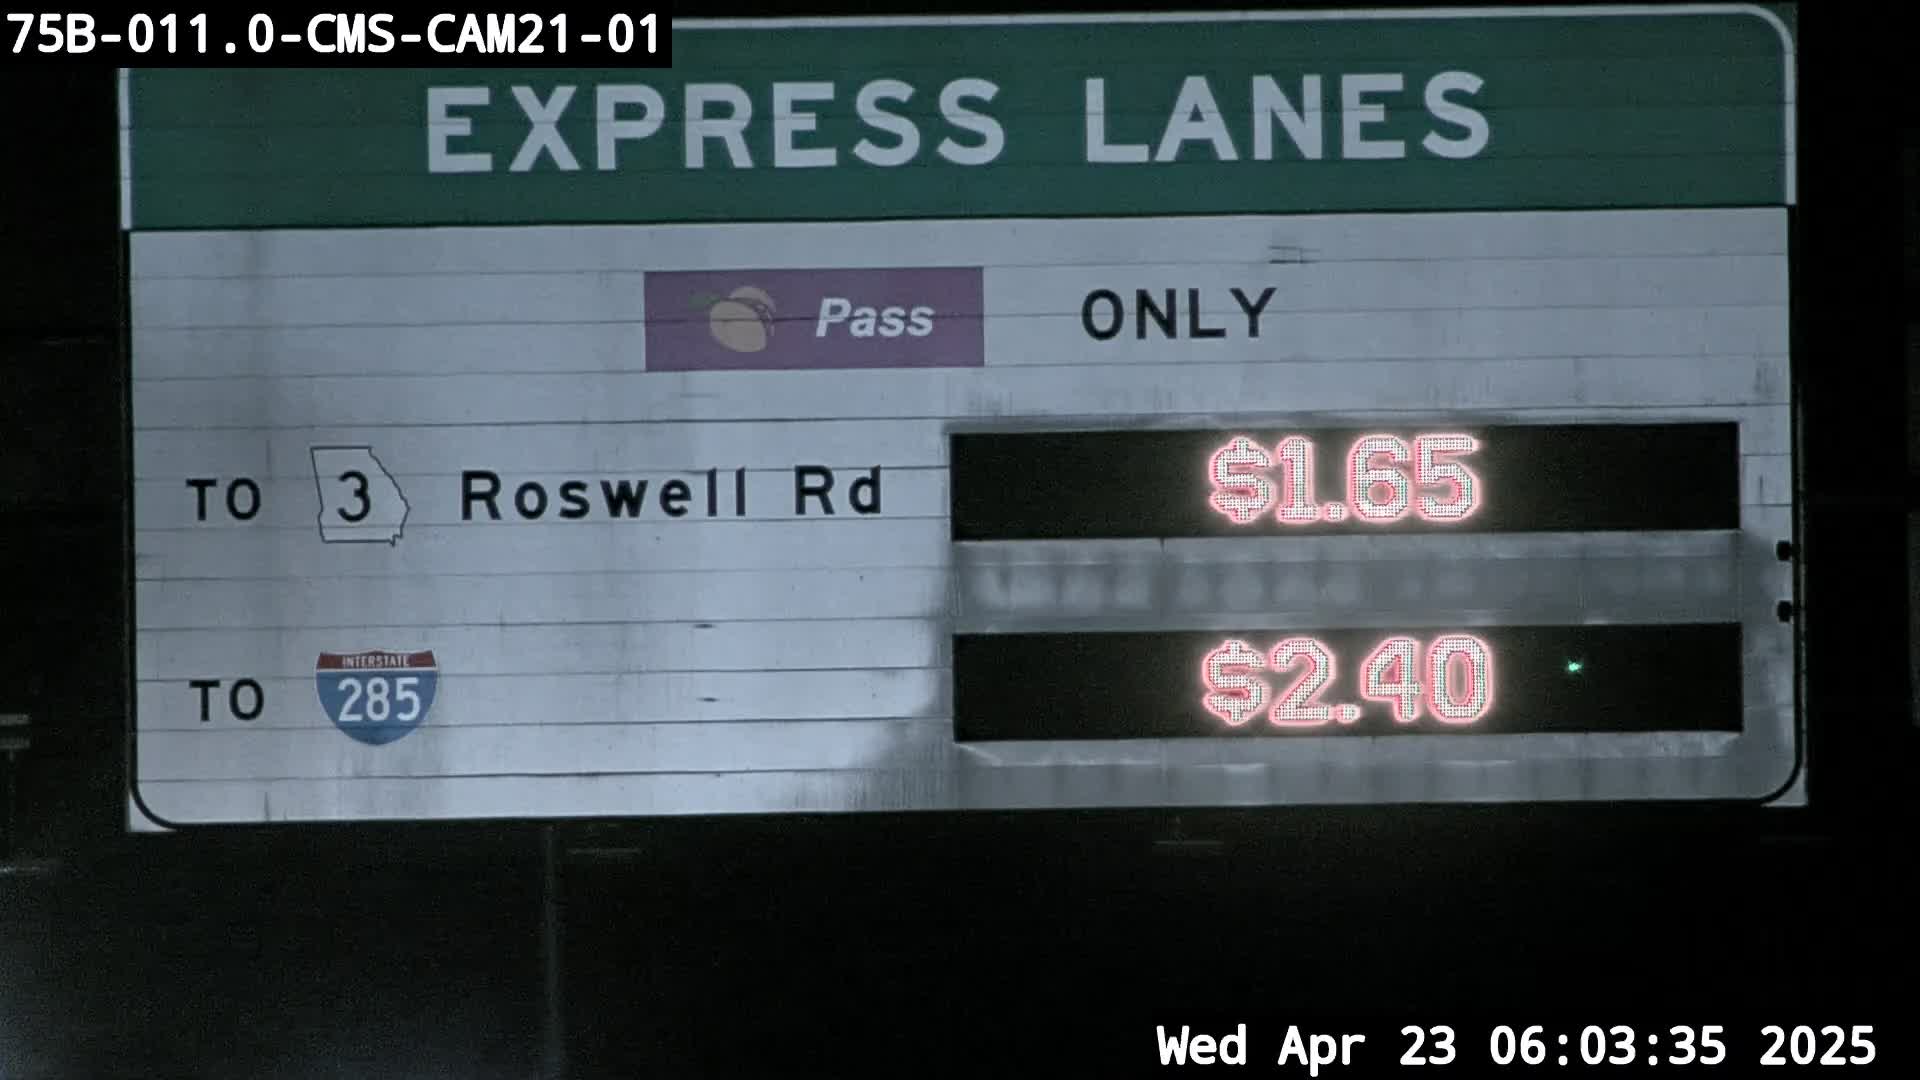 75B-011.0-CMS-CAM21-01
EXPRESS LANES
Pass ONLY
TO 3 Roswell Rd $1.65
TO INTERSTATE 285 $2.40
Wed Apr 23 06:03:35 2025